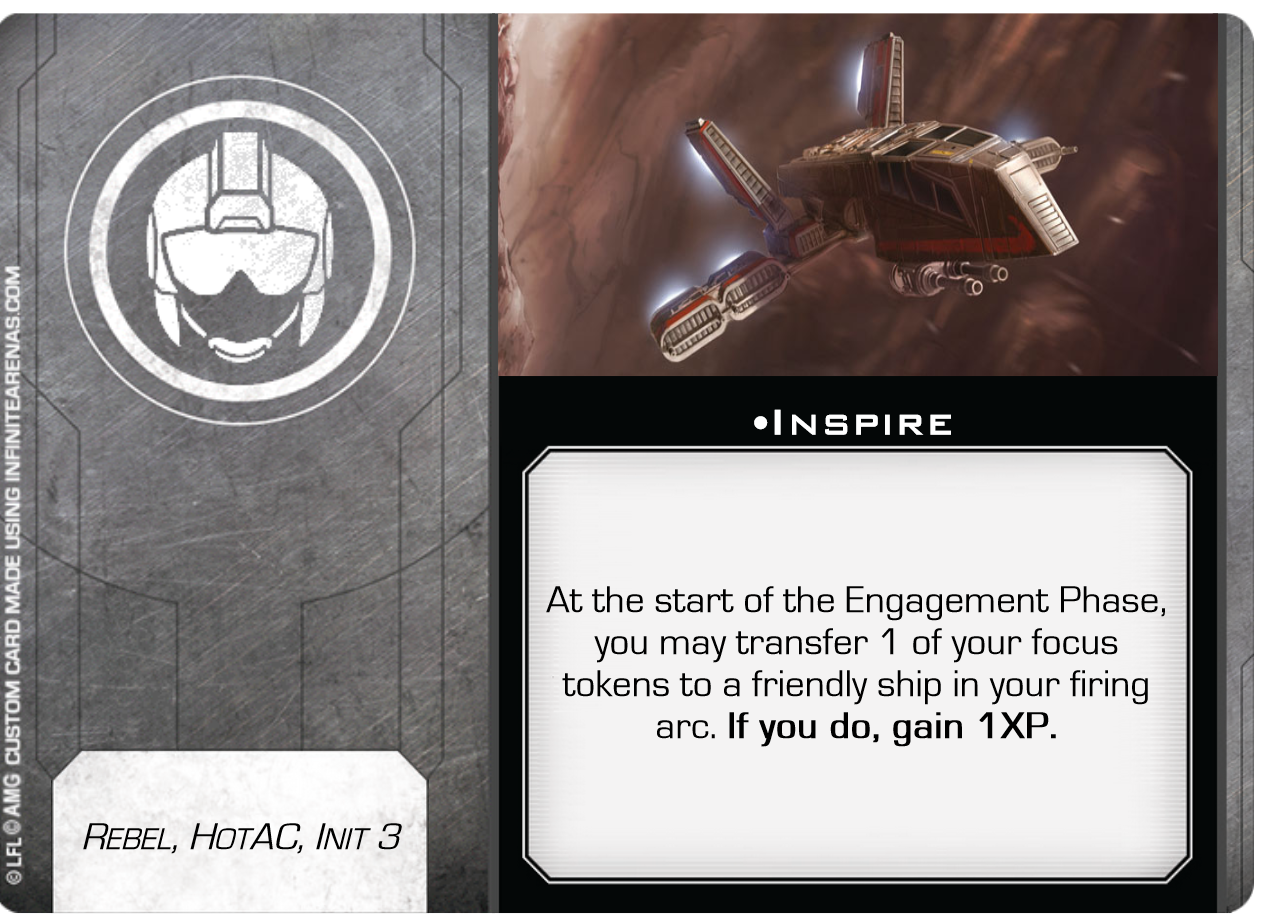 •Inspire
At the start of the Engagement Phase,
you may transfer 1 of your focus
tokens to a friendly ship in your firing
arc. If you do, gain 1XP.
Rebel, HotAC, Init 3
©LFL ©AMG CUSTOM CARD MADE USING INFINITEARENAS.COM